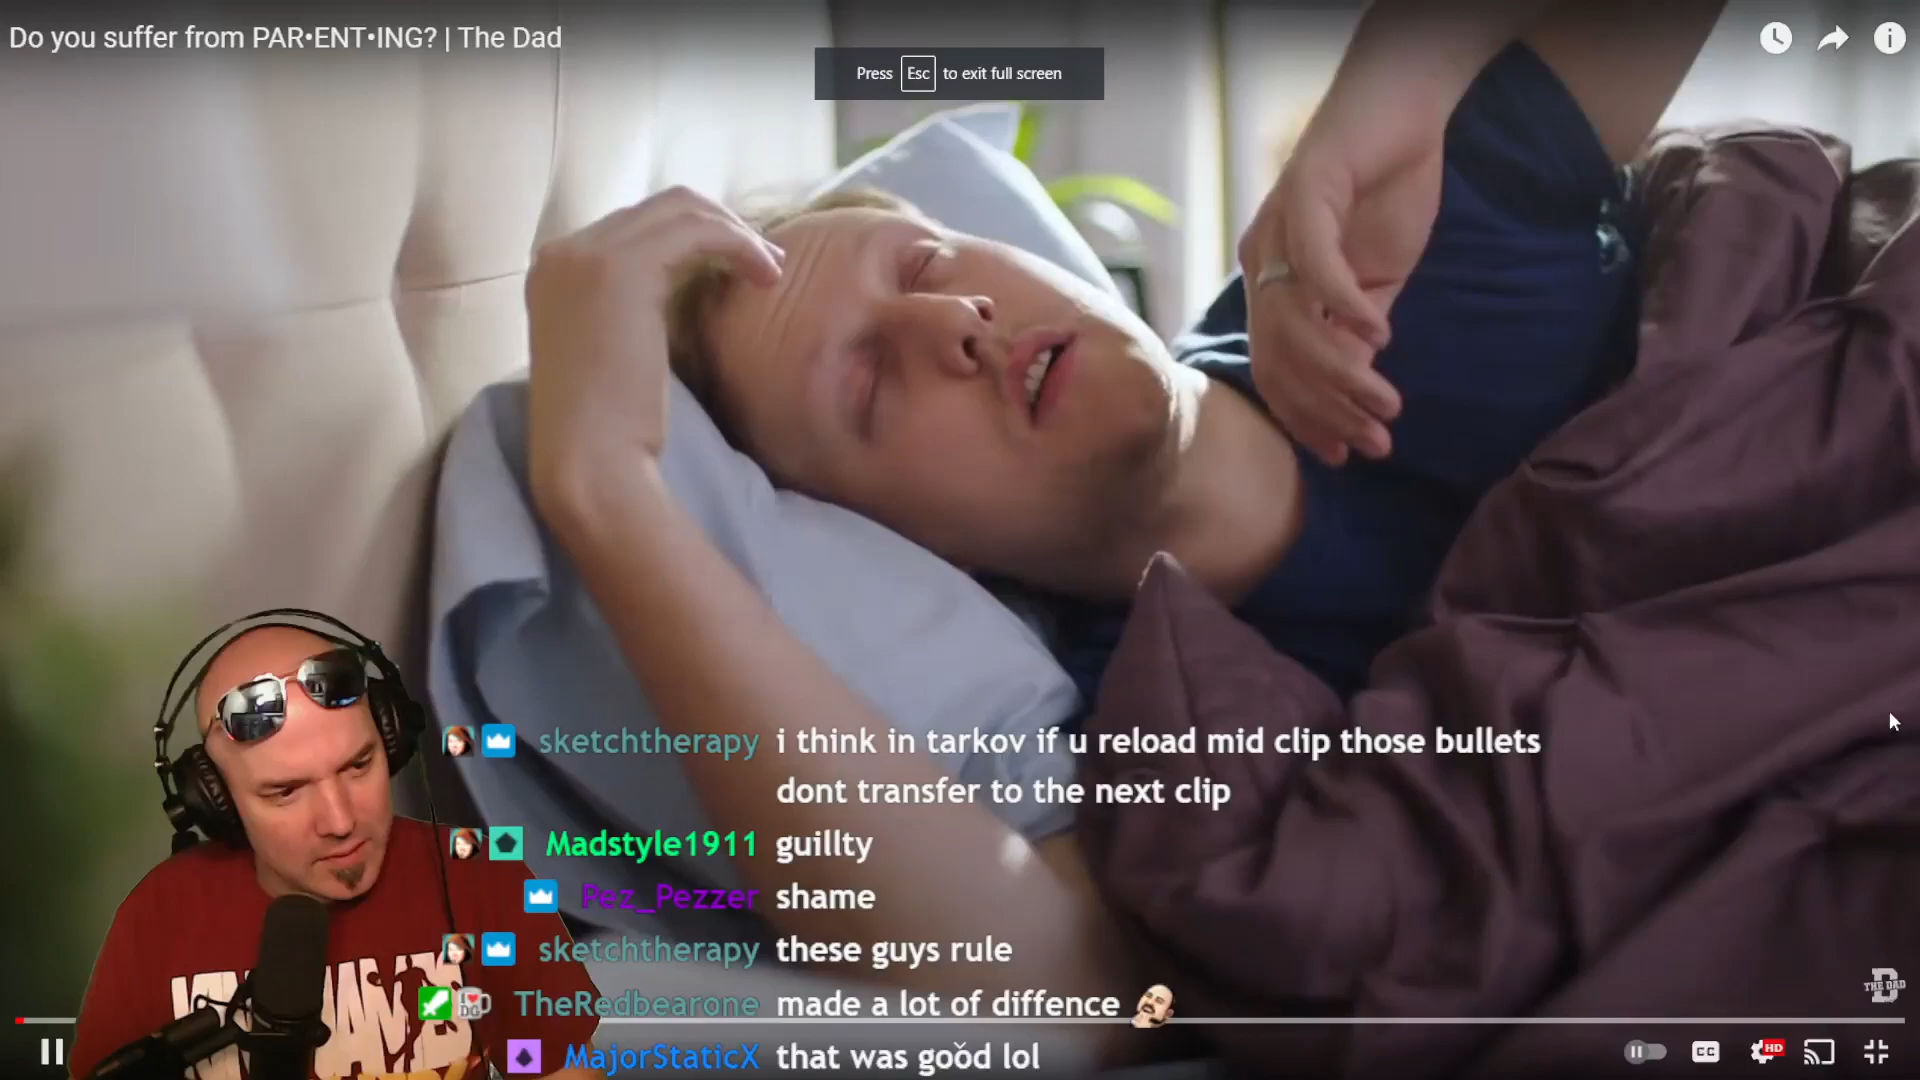 Do you suffer from PAR•ENT•ING? | The Dad
Press Esc to exit full screen
sketchtherapy i think in tarkov if u reload mid clip those bullets
dont transfer to the next clip
Madstyle1911 guillty
Pez_Pezzer shame
sketchtherapy these guys rule
TheRedbearone made a lot of diffence
MajorStaticX that was good lol
THE DAD
CC
HD